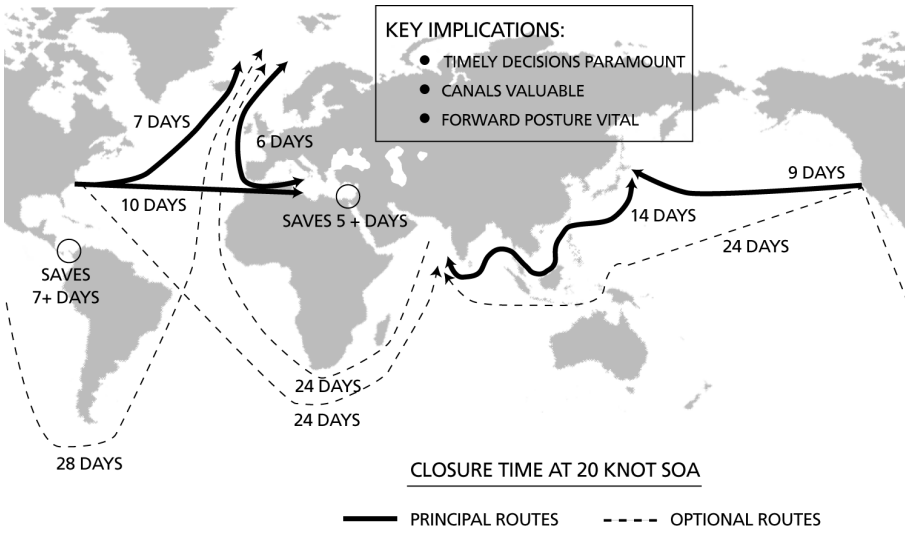 KEY IMPLICATIONS:
● TIMELY DECISIONS PARAMOUNT
● CANALS VALUABLE
● FORWARD POSTURE VITAL
7 DAYS
6 DAYS
10 DAYS
SAVES 5 + DAYS
SAVES
7+ DAYS
9 DAYS
14 DAYS
24 DAYS
24 DAYS
24 DAYS
28 DAYS
CLOSURE TIME AT 20 KNOT SOA
PRINCIPAL ROUTES
OPTIONAL ROUTES